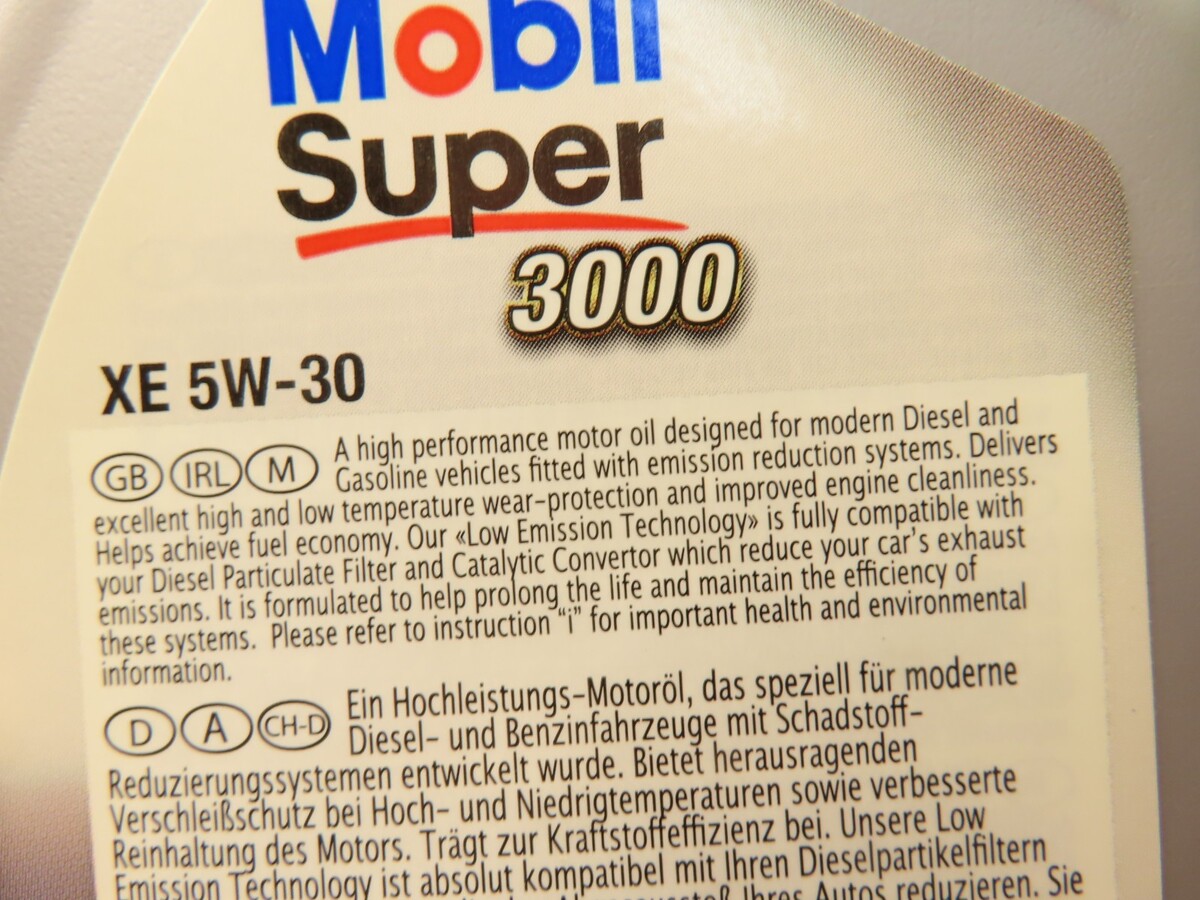 Mobil
Super
3000
XE 5W-30
GB IRL M A high performance motor oil designed for modern Diesel and
Gasoline vehicles fitted with emission reduction systems. Delivers
excellent high and low temperature wear-protection and improved engine cleanliness.
Helps achieve fuel economy. Our «Low Emission Technology» is fully compatible with
your Diesel Particulate Filter and Catalytic Convertor which reduce your car's exhaust
emissions. It is formulated to help prolong the life and maintain the efficiency of
these systems. Please refer to instruction "i" for important health and environmental
information.
D A CH-D Ein Hochleistungs-Motoröl, das speziell für moderne
Diesel- und Benzinfahrzeuge mit Schadstoff-
Reduzierungssystemen entwickelt wurde. Bietet herausragenden
Verschleißschutz bei Hoch- und Niedrigtemperaturen sowie verbesserte
Reinhaltung des Motors. Trägt zur Kraftstoffeffizienz bei. Unsere Low
Emission Technology ist absolut kompatibel mit Ihren Dieselpartikelfiltern
Ihres Autos reduzieren. Sie